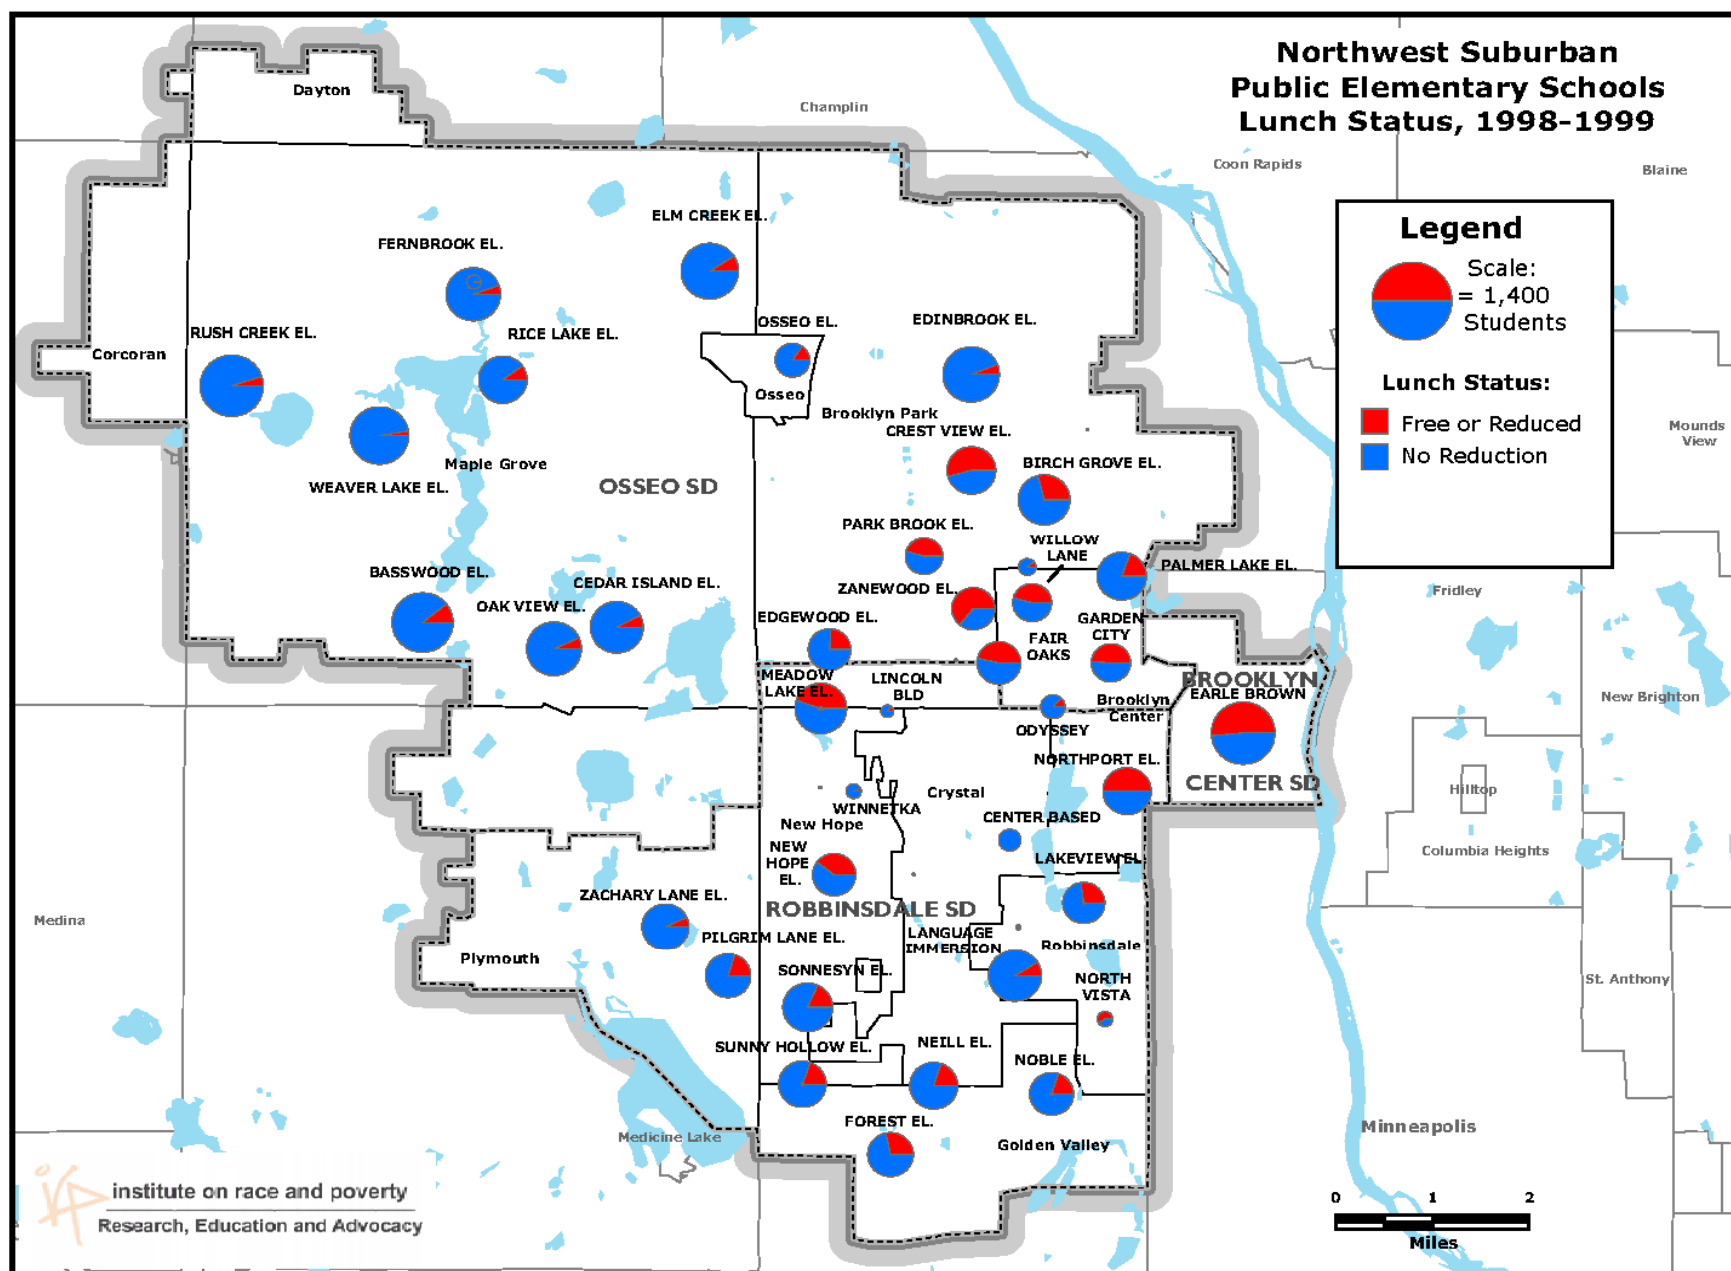 Northwest Suburban
Public Elementary Schools
Lunch Status, 1998-1999
Dayton
Champlin
Coon Rapids
Blaine
Legend
Scale:
= 1,400
Students
Lunch Status:
Free or Reduced
No Reduction
ELM CREEK EL.
FERNBROOK EL.
RUSH CREEK EL.
RICE LAKE EL.
OSSEO EL.
EDINBROOK EL.
Corcoran
Osseo
Brooklyn Park
CREST VIEW EL.
Mounds
View
Maple Grove
BIRCH GROVE EL.
WEAVER LAKE EL.
OSSEO SD
PARK BROOK EL.
WILLOW
LANE
PALMER LAKE EL.
BASSWOOD EL.
CEDAR ISLAND EL.
ZANEWOOD EL.
Fridley
OAK VIEW EL.
EDGEWOOD EL.
GARDEN
CITY
FAIR
OAKS
MEADOW
LAKE EL.
LINCOLN
BLD
BROOKLYN
EARLE BROWN
Brooklyn
Center
New Brighton
ODYSSEY
NORTHPORT EL.
CENTER SD
Hilltop
WINNETKA
Crystal
New Hope
CENTER BASED
NEW
HOPE
EL.
LAKEVIEW EL.
Columbia Heights
ZACHARY LANE EL.
ROBBINSDALE SD
Medina
PILGRIM LANE EL.
LANGUAGE
IMMERSION
Robbinsdale
Plymouth
SONNESYN EL.
NORTH
VISTA
St. Anthony
SUNNY HOLLOW EL.
NEILL EL.
NOBLE EL.
FOREST EL.
Medicine Lake
Golden Valley
Minneapolis
irp
institute on race and poverty
Research, Education and Advocacy
0 1 2
Miles